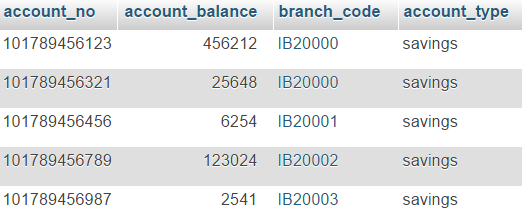 account_no account_balance branch_code account_type
101789456123 456212 IB20000 savings
101789456321 25648 IB20000 savings
101789456456 6254 IB20001 savings
101789456789 123024 IB20002 savings
101789456987 2541 IB20003 savings